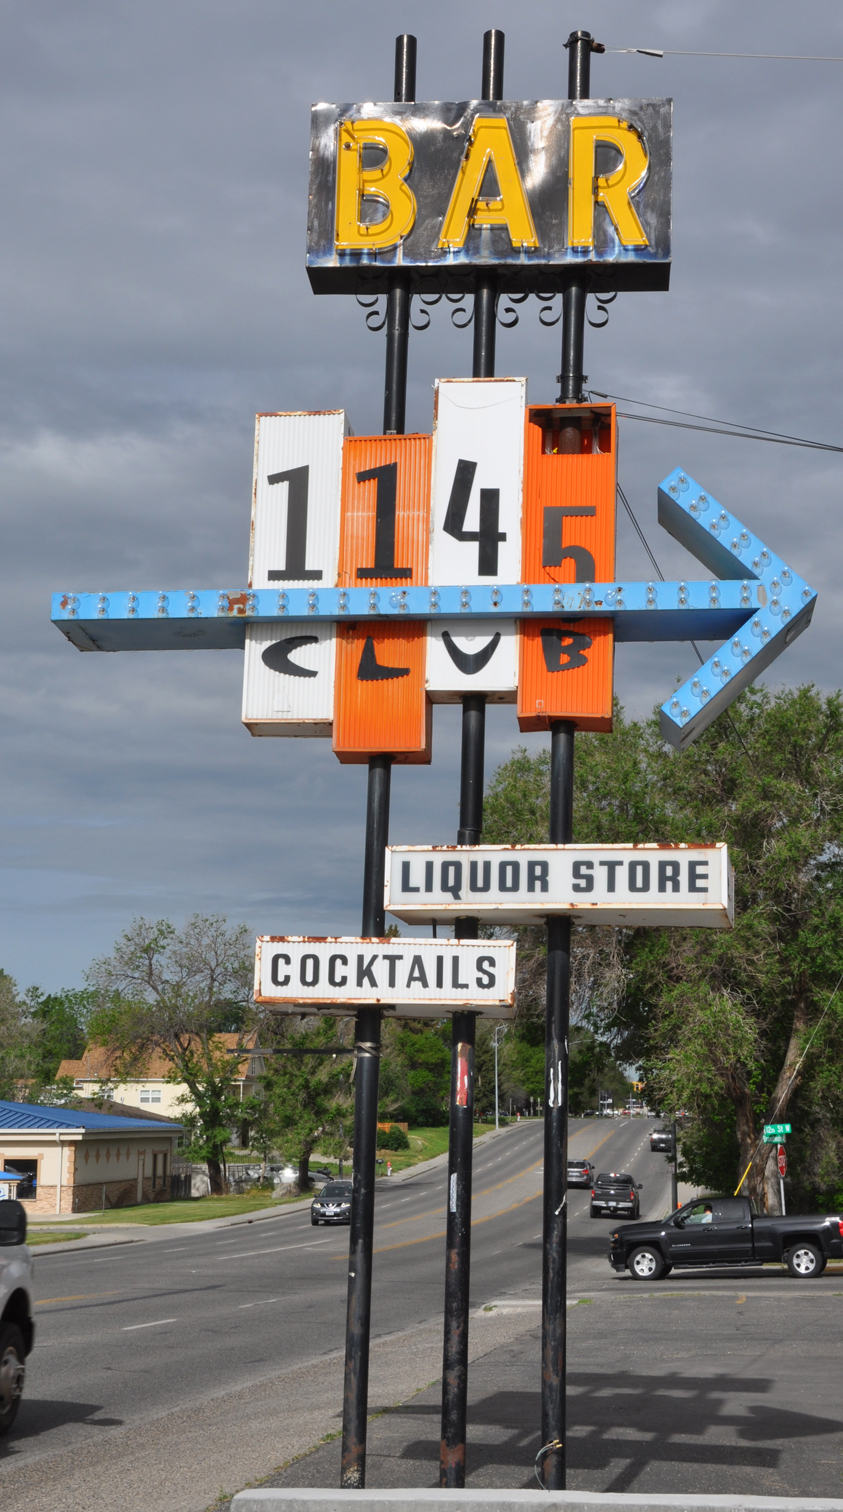 BAR
1145
CLUB
LIQUOR STORE
COCKTAILS